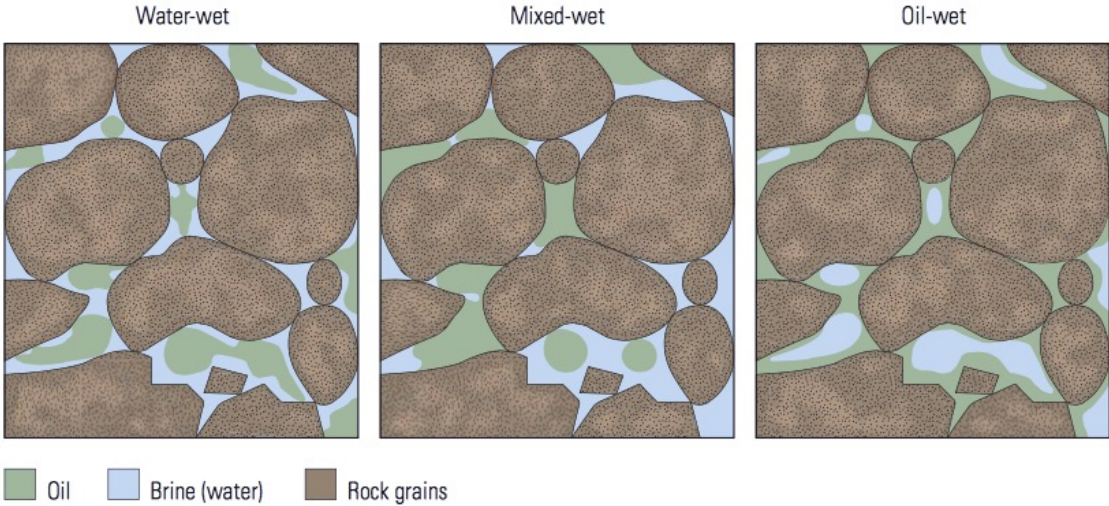 Water-wet
Mixed-wet
Oil-wet
Oil
Brine (water)
Rock grains